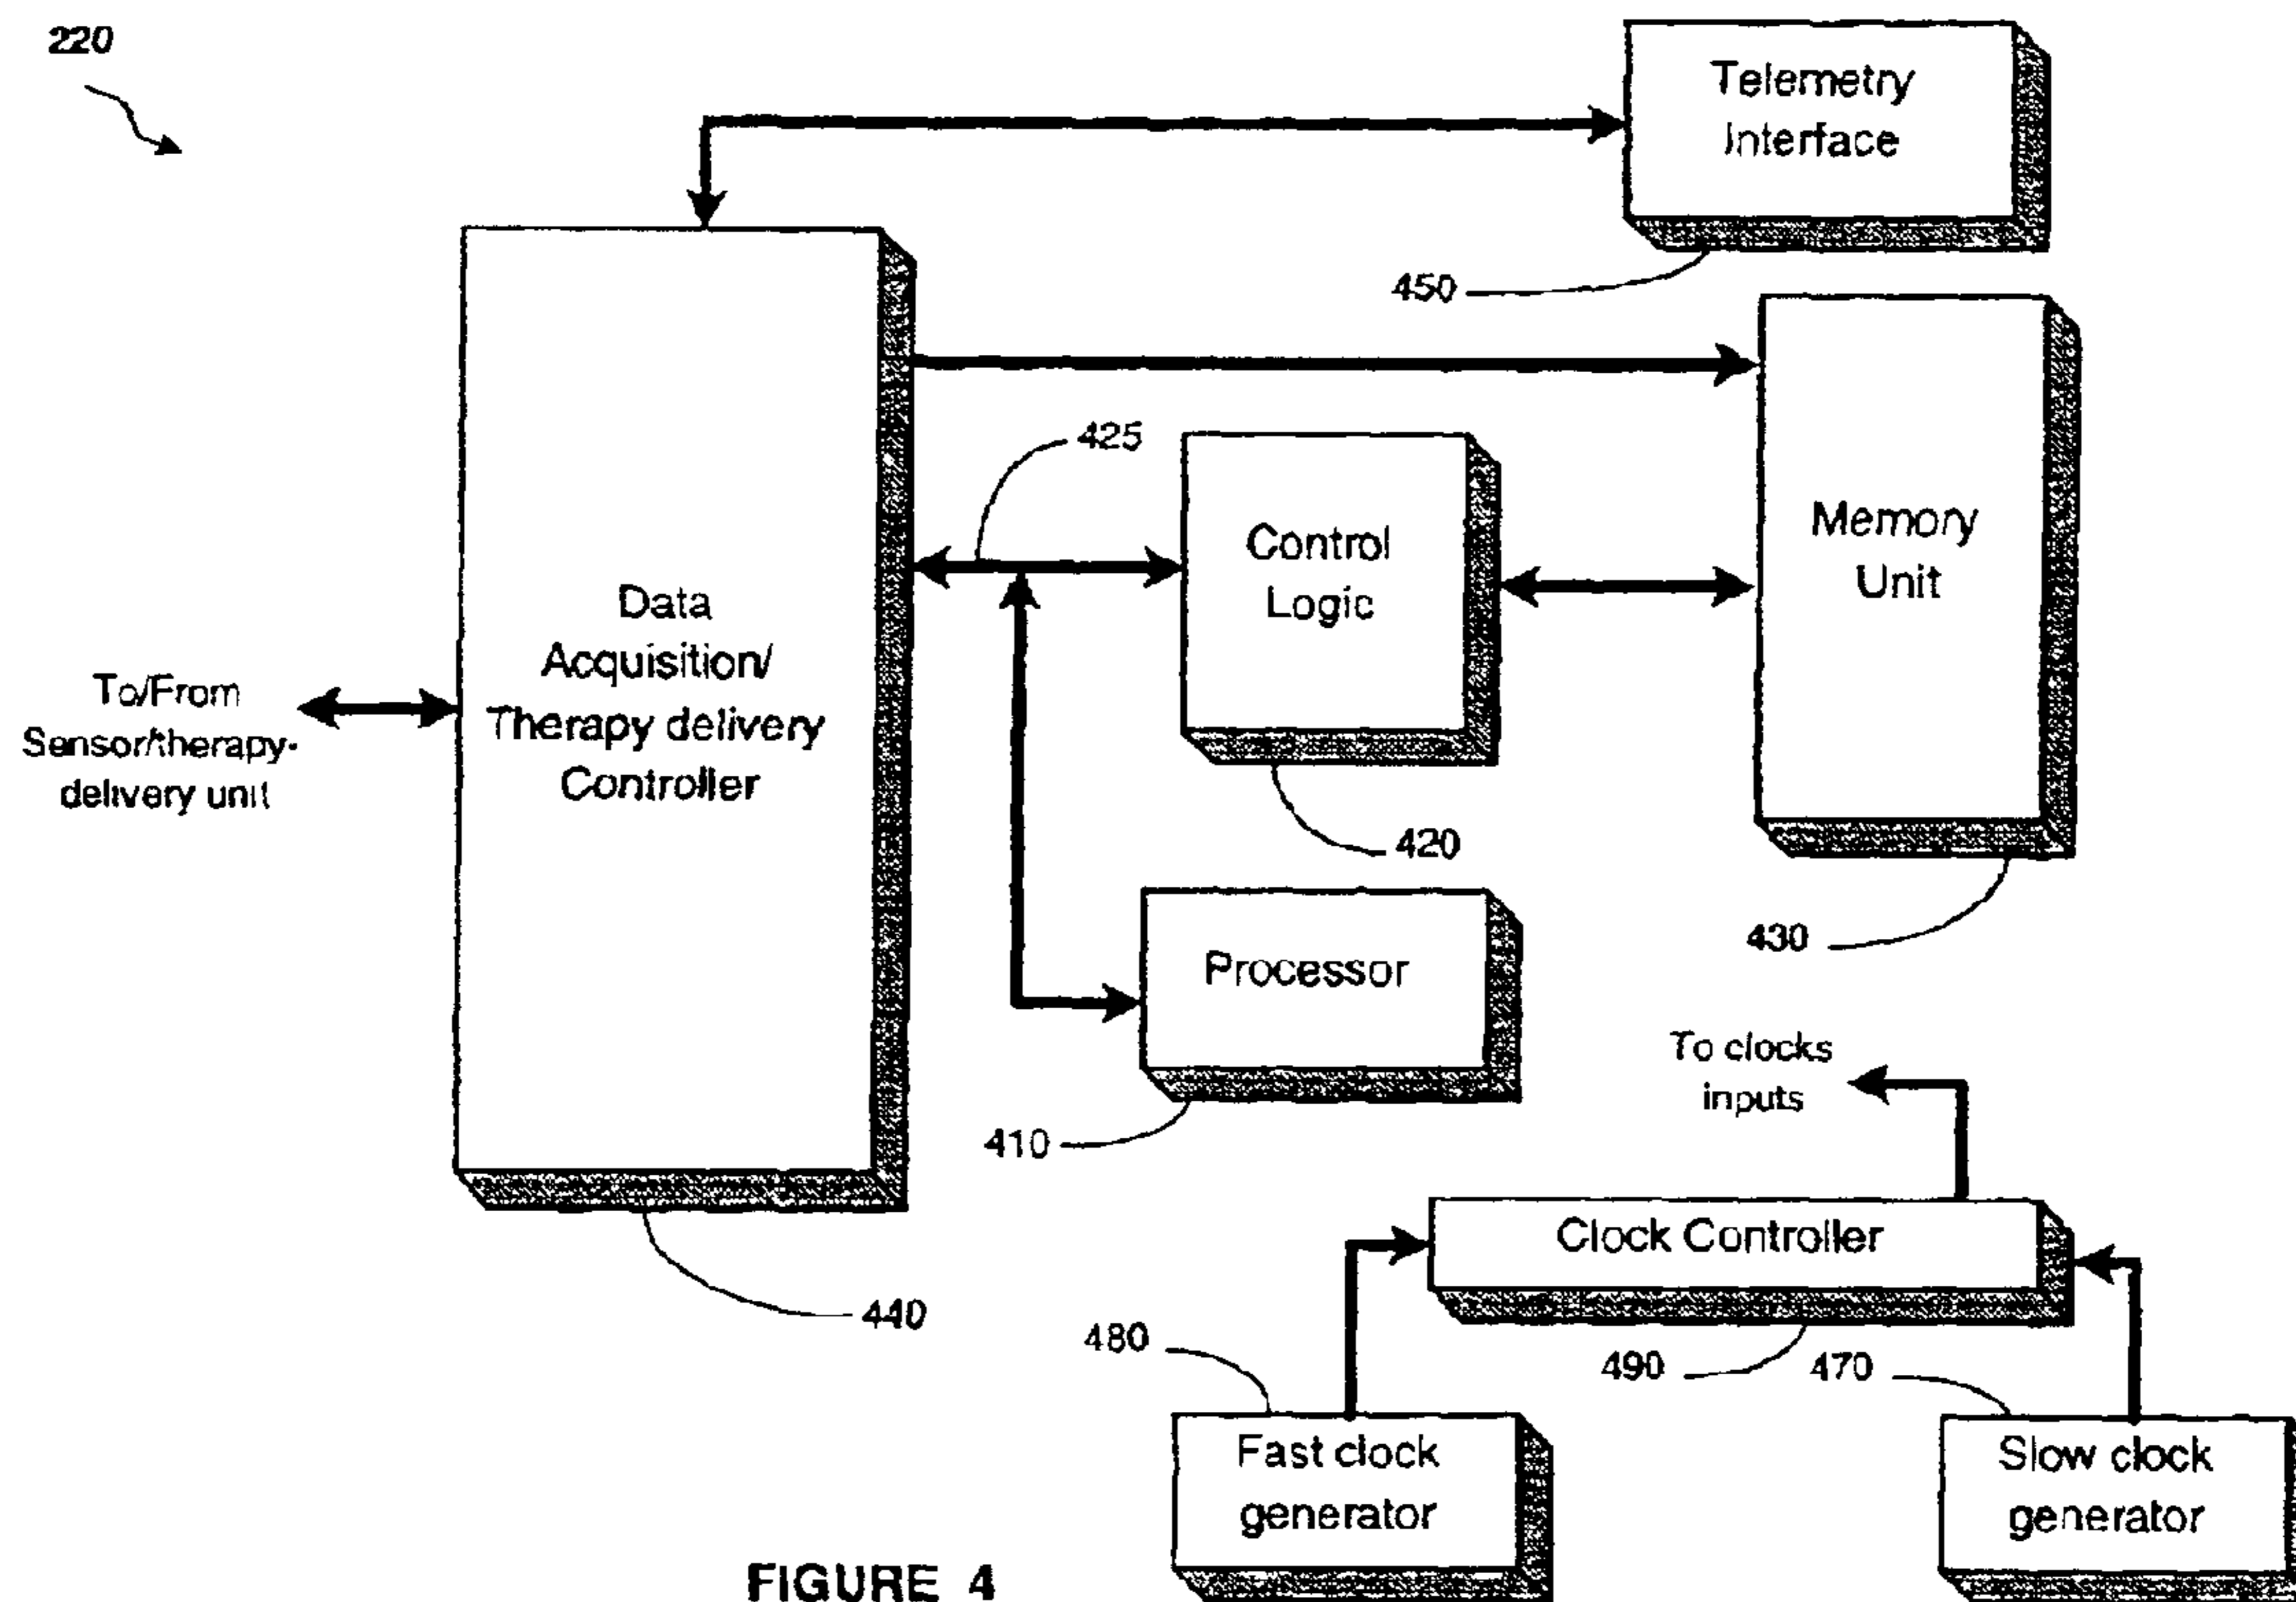 220
Telemetry
Interface
450
425
Control
Logic
Memory
Unit
Data
Acquisition/
Therapy delivery
Controller
To/From
Sensor/therapy-
delivery unit
420
430
Processor
410
To clocks
inputs
Clock Controller
440
480
490
470
Fast clock
generator
Slow clock
generator
FIGURE 4